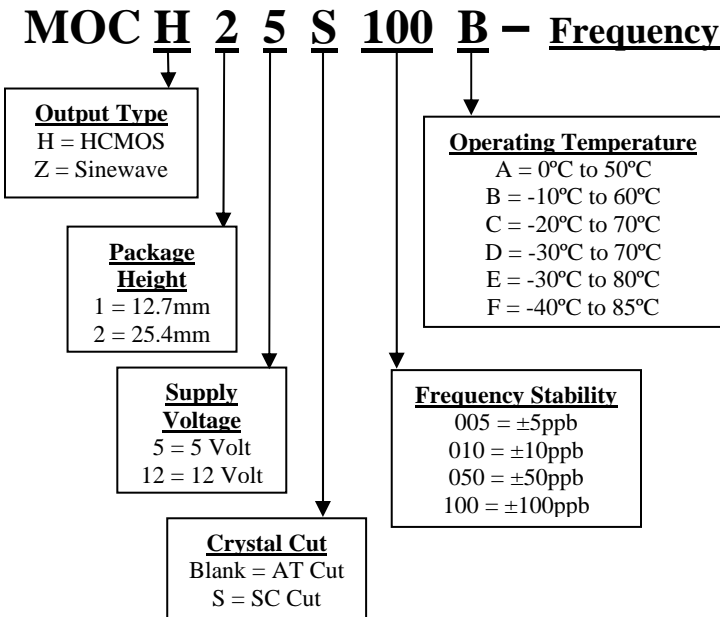 MOC H 2 5 S 100 B – Frequency
Output Type
H = HCMOS
Z = Sinewave
Package
Height
1 = 12.7mm
2 = 25.4mm
Supply
Voltage
5 = 5 Volt
12 = 12 Volt
Crystal Cut
Blank = AT Cut
S = SC Cut
Operating Temperature
A = 0ºC to 50ºC
B = -10ºC to 60ºC
C = -20ºC to 70ºC
D = -30ºC to 70ºC
E = -30ºC to 80ºC
F = -40ºC to 85ºC
Frequency Stability
005 = ±5ppb
010 = ±10ppb
050 = ±50ppb
100 = ±100ppb